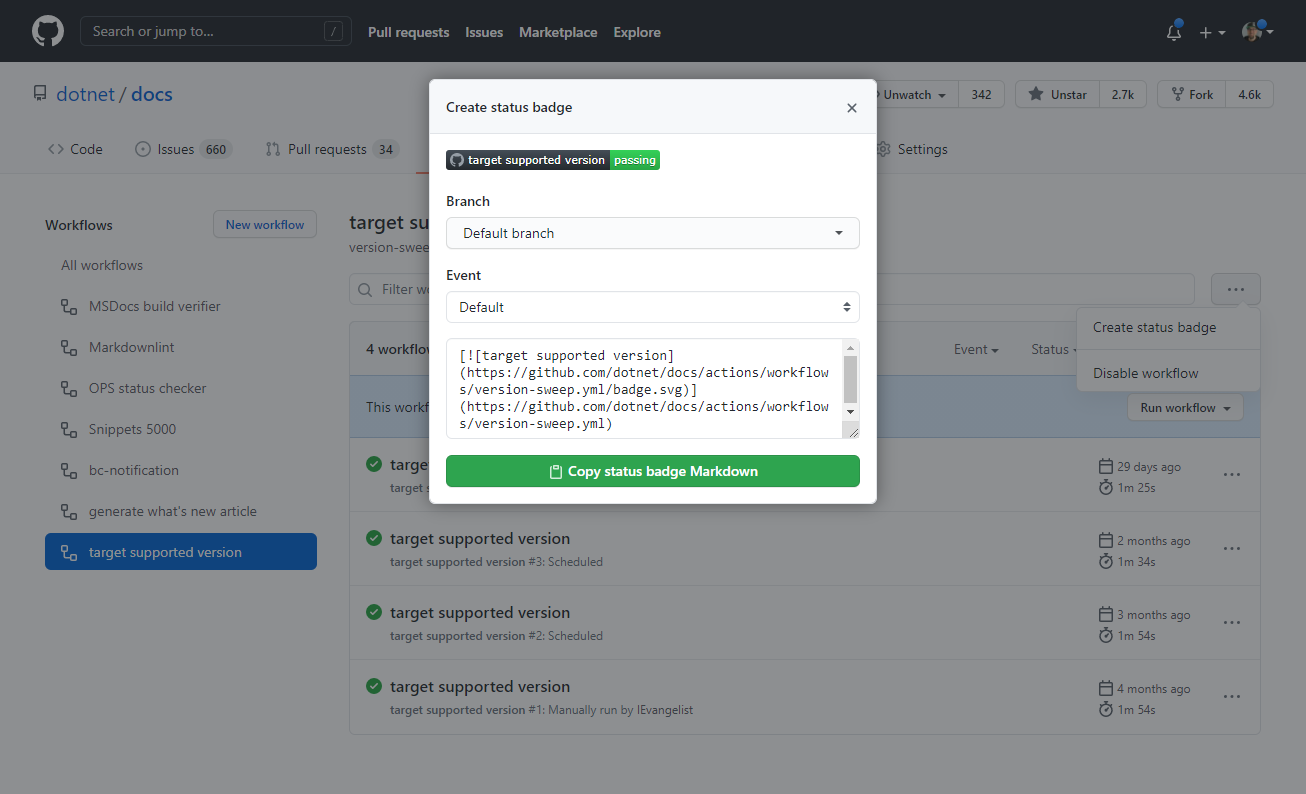 Search or jump to... /
Pull requests Issues Marketplace Explore
dotnet / docs
Unwatch 342 Unstar 2.7k Fork 4.6k
Code Issues 660 Pull requests 34 Settings
Workflows
New workflow
All workflows
MSDocs build verifier
Markdownlint
OPS status checker
Snippets 5000
bc-notification
generate what's new article
target supported version
target su
version-swee
Filter wo
4 workflow
Event Status
This workf
Run workflow
Create status badge
Disable workflow
targe
target s
29 days ago
1m 25s
target supported version
target supported version #3: Scheduled
2 months ago
1m 34s
target supported version
target supported version #2: Scheduled
3 months ago
1m 54s
target supported version
target supported version #1: Manually run by IEvangelist
4 months ago
1m 54s
Create status badge
target supported version passing
Branch
Default branch
Event
Default
[![target supported version]
(https://github.com/dotnet/docs/actions/workflow
s/version-sweep.yml/badge.svg)]
(https://github.com/dotnet/docs/actions/workflow
s/version-sweep.yml)
Copy status badge Markdown